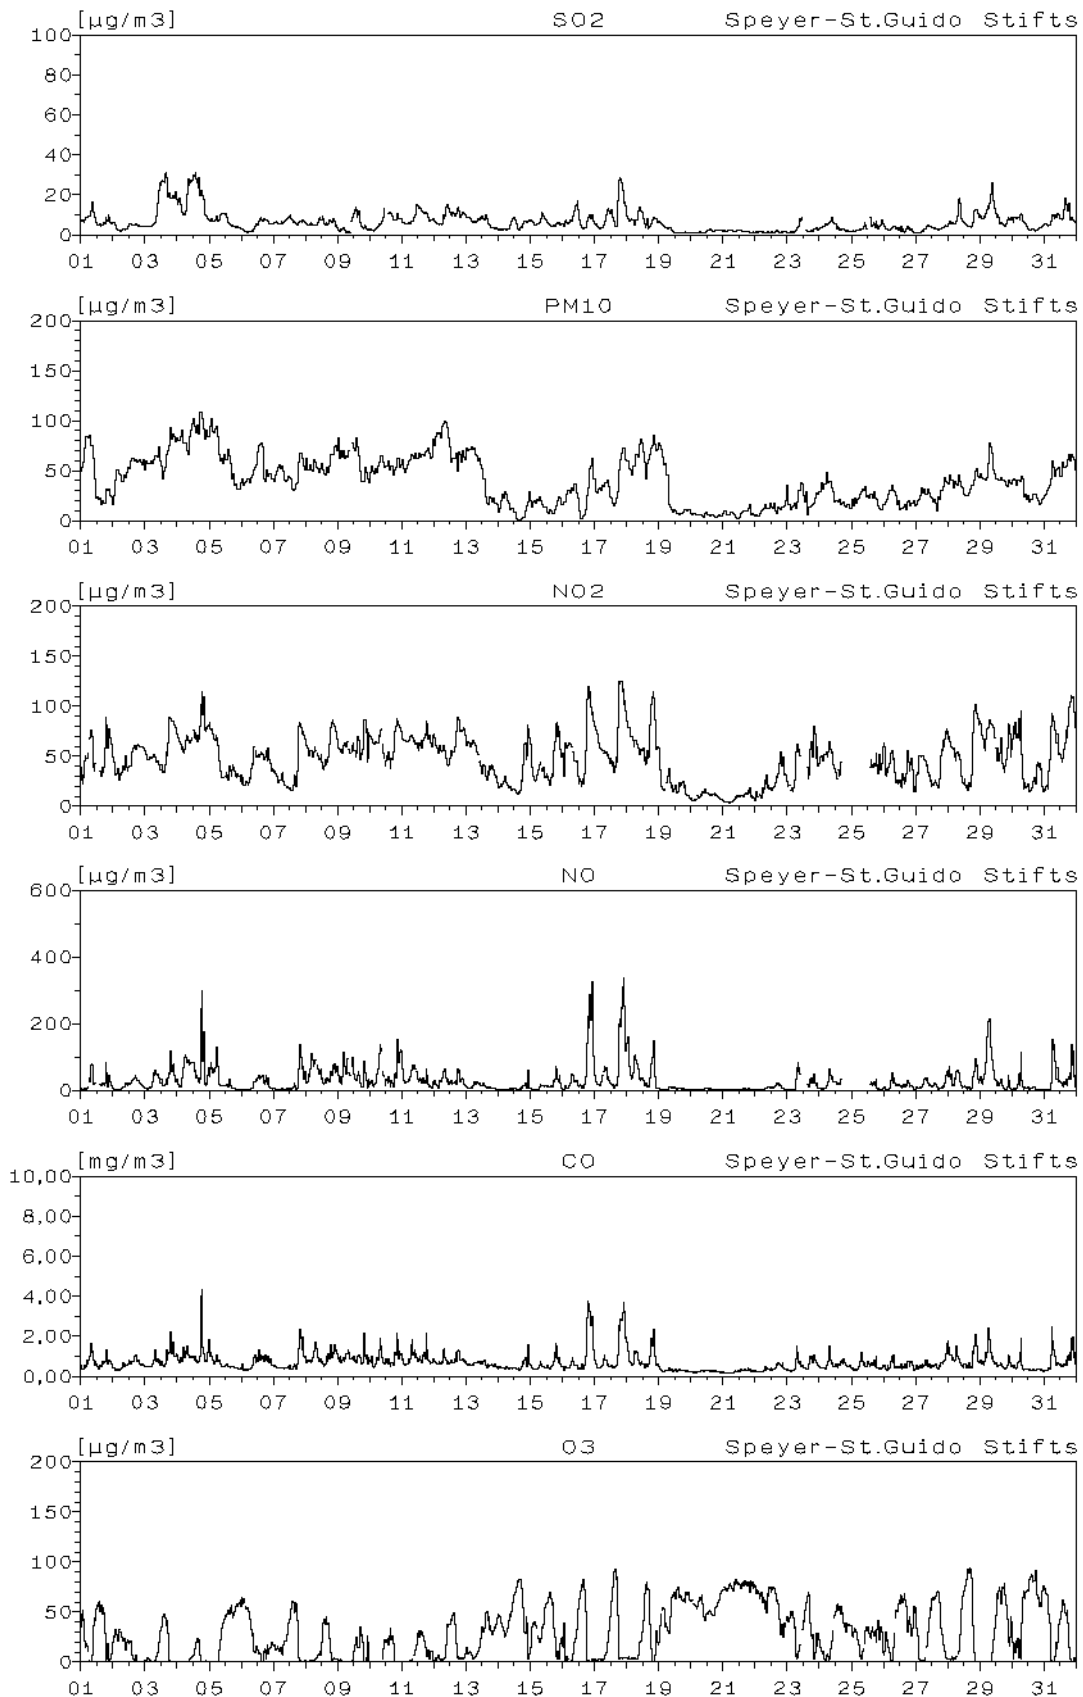 [µg/m3] SO2 Speyer-St.Guido Stifts
100
80
60
40
20
0
01 03 05 07 09 11 13 15 17 19 21 23 25 27 29 31
[µg/m3] PM10 Speyer-St.Guido Stifts
200
150
100
50
0
01 03 05 07 09 11 13 15 17 19 21 23 25 27 29 31
[µg/m3] NO2 Speyer-St.Guido Stifts
200
150
100
50
0
01 03 05 07 09 11 13 15 17 19 21 23 25 27 29 31
[µg/m3] NO Speyer-St.Guido Stifts
600
400
200
0
01 03 05 07 09 11 13 15 17 19 21 23 25 27 29 31
[mg/m3] CO Speyer-St.Guido Stifts
10,00
8,00
6,00
4,00
2,00
0,00
01 03 05 07 09 11 13 15 17 19 21 23 25 27 29 31
[µg/m3] O3 Speyer-St.Guido Stifts
200
150
100
50
0
01 03 05 07 09 11 13 15 17 19 21 23 25 27 29 31